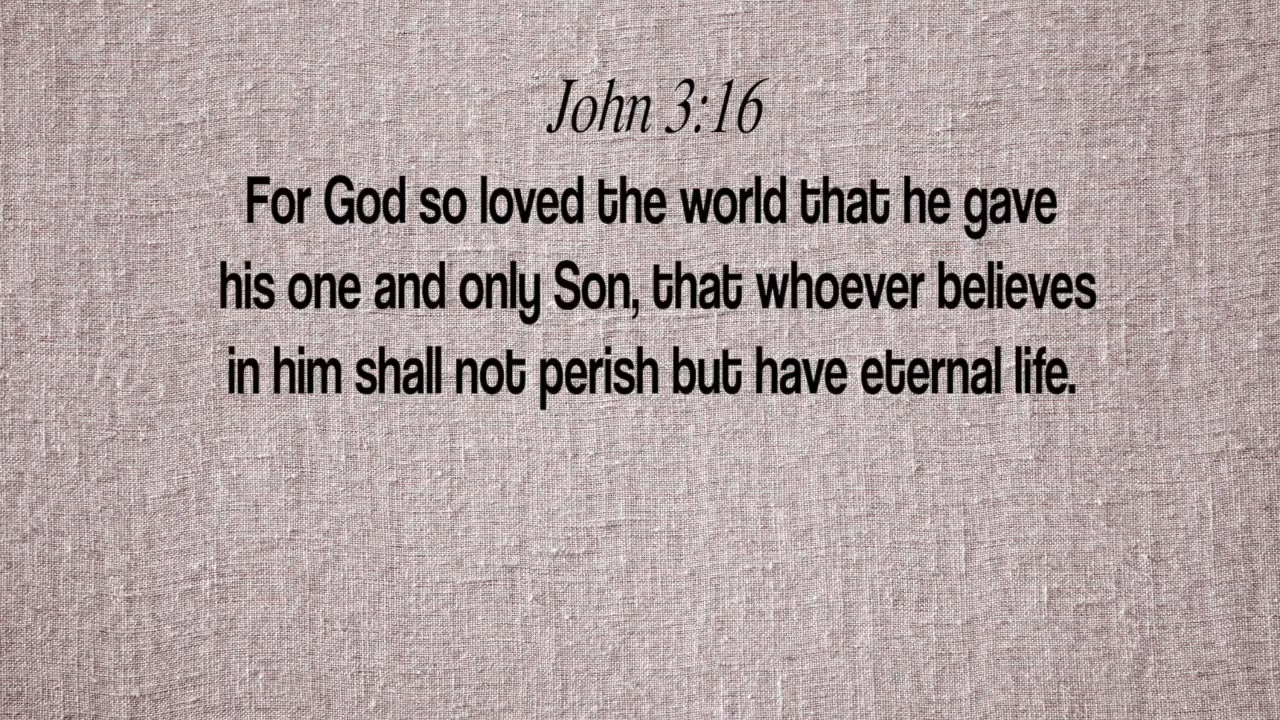 John 3:16
For God so loved the world that he gave
his one and only Son, that whoever believes
in him shall not perish but have eternal life.